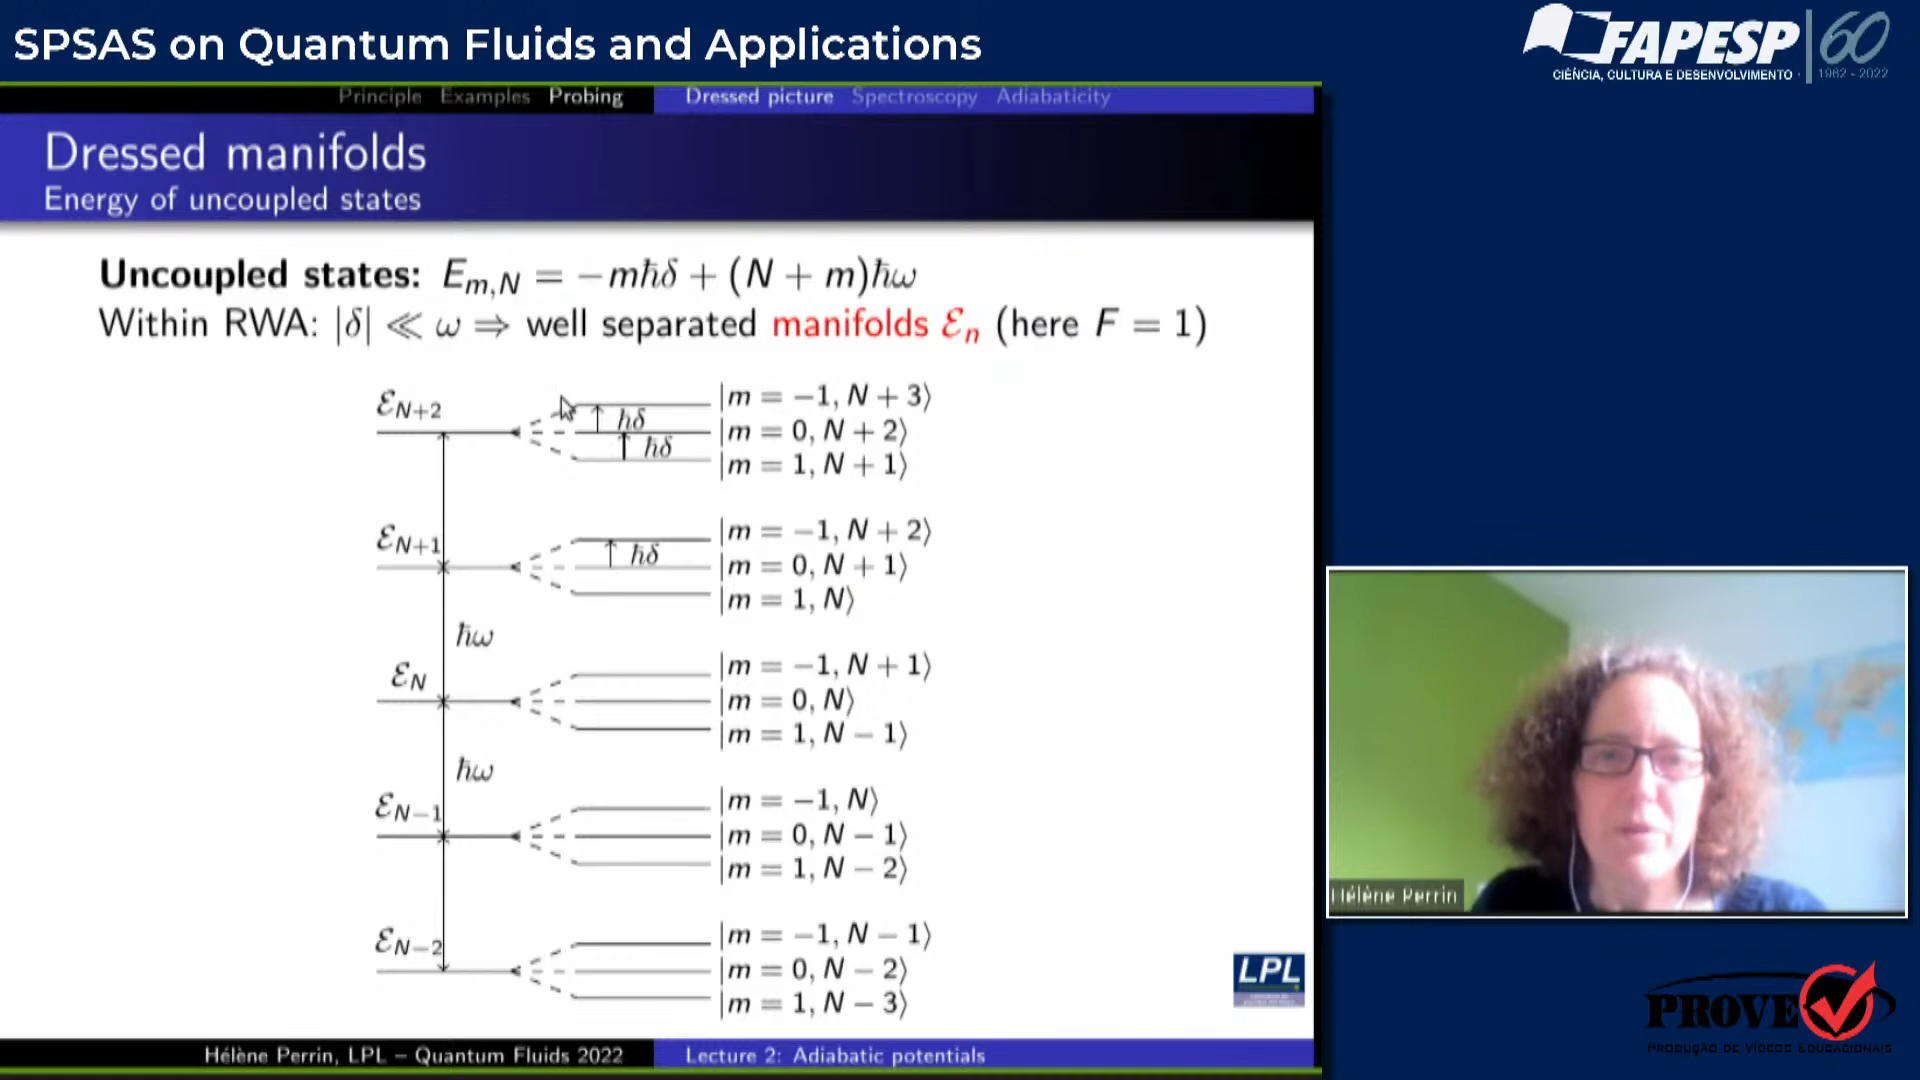 SPSAS on Quantum Fluids and Applications
FAPESP 60
CIÊNCIA, CULTURA E DESENVOLVIMENTO
1962 - 2022
Principle Examples Probing Dressed picture Spectroscopy Adiabaticity
Dressed manifolds
Energy of uncoupled states
Uncoupled states: E_{m,N} = −mħδ + (N + m)ħω
Within RWA: |δ| ≪ ω ⇒ well separated manifolds ℰ_n (here F = 1)
ℰ_{N+2}
ħδ
ħδ
|m = −1, N + 3⟩
|m = 0, N + 2⟩
|m = 1, N + 1⟩
ℰ_{N+1}
ħδ
|m = −1, N + 2⟩
|m = 0, N + 1⟩
|m = 1, N⟩
ħω
ℰ_N
|m = −1, N + 1⟩
|m = 0, N⟩
|m = 1, N − 1⟩
ħω
ℰ_{N−1}
|m = −1, N⟩
|m = 0, N − 1⟩
|m = 1, N − 2⟩
ℰ_{N−2}
|m = −1, N − 1⟩
|m = 0, N − 2⟩
|m = 1, N − 3⟩
LPL
Hélène Perrin, LPL – Quantum Fluids 2022
Lecture 2: Adiabatic potentials
Hélène Perrin
PROVE
PRODUÇÃO DE VÍDEOS EDUCACIONAIS